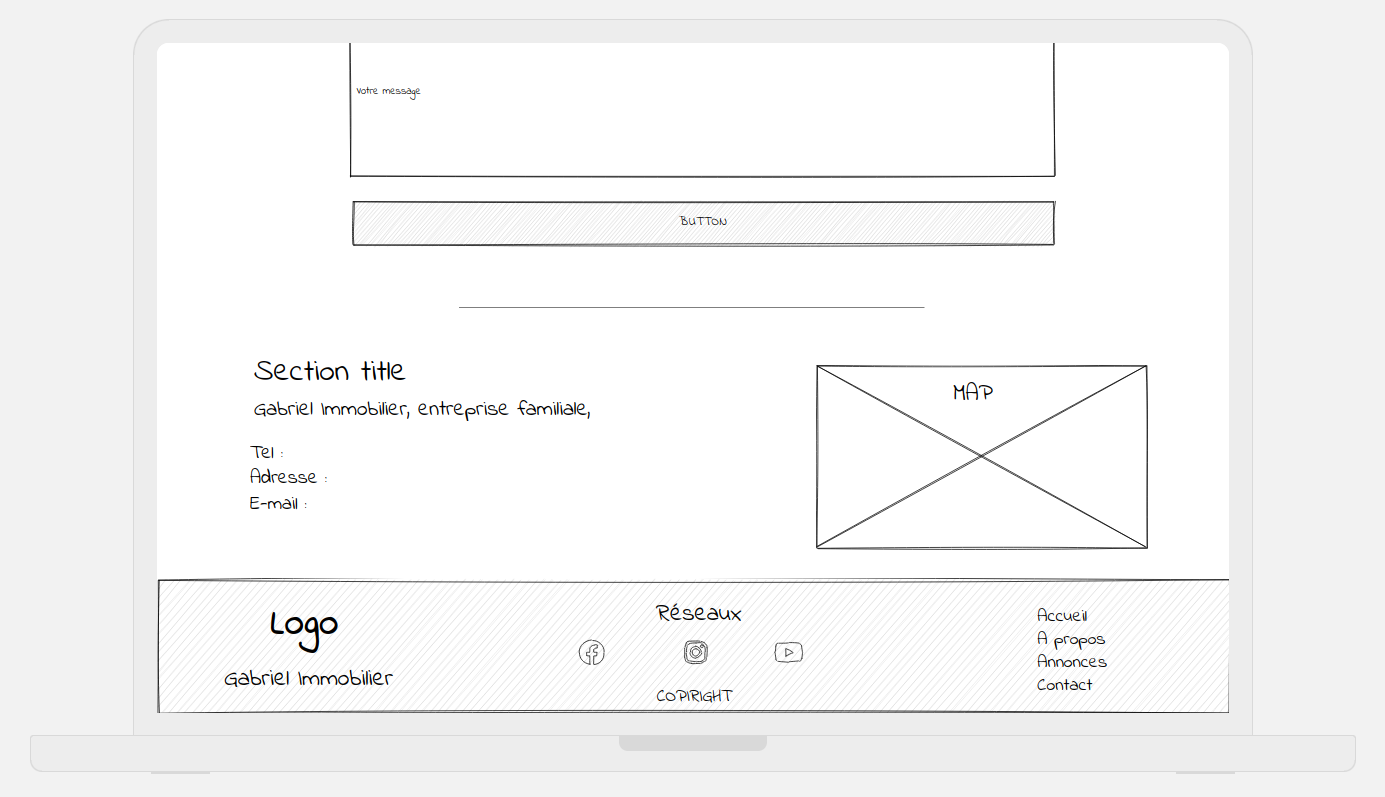 Votre message
BUTTON
Section title
Gabriel Immobilier, entreprise familiale,
Tel :
Adresse :
E-mail :
MAP
Logo
Gabriel Immobilier
Réseaux
COPIRIGHT
Accueil
A propos
Annonces
Contact